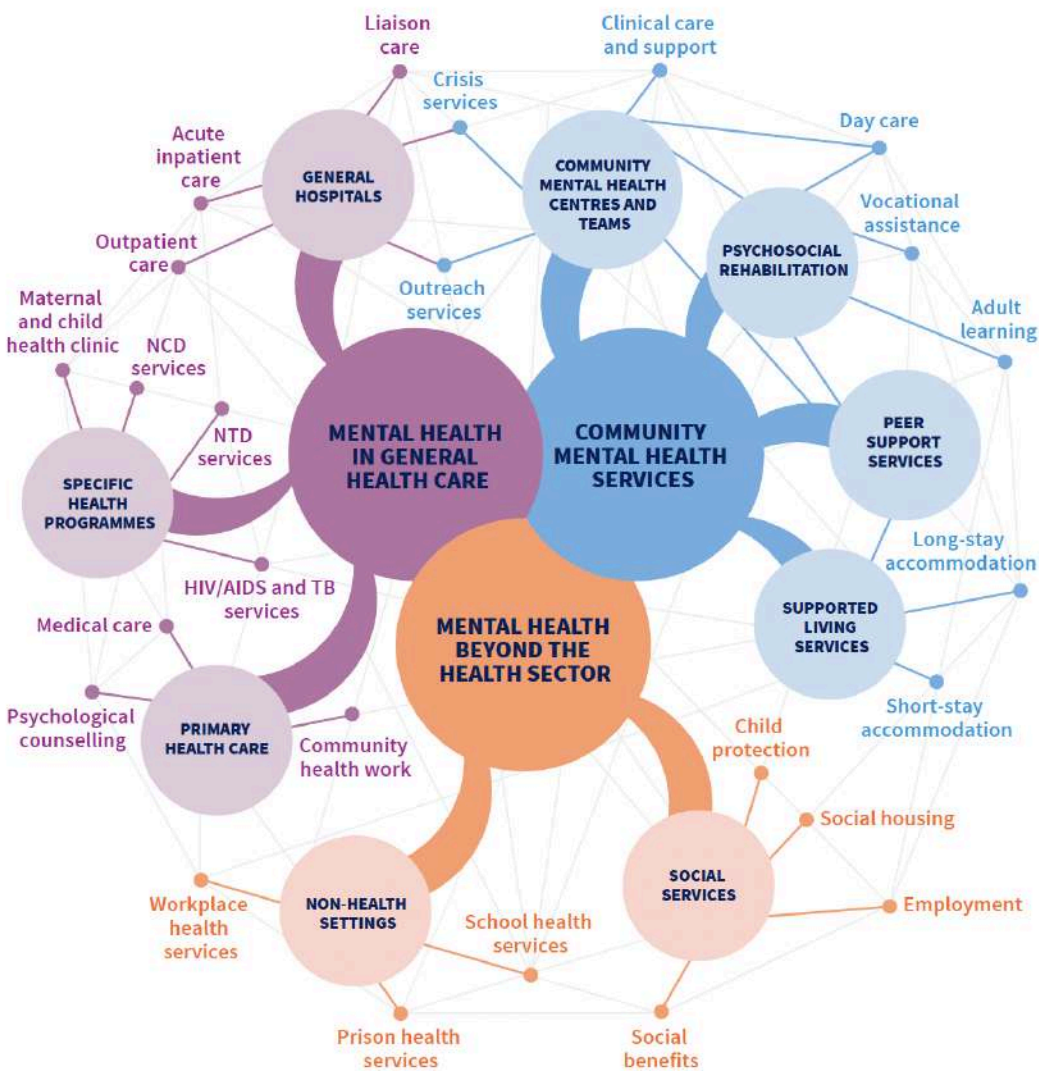 Liaison
care
Clinical care
and support
Crisis
services
Day care
Acute
inpatient
care
GENERAL
HOSPITALS
COMMUNITY
MENTAL HEALTH
CENTRES AND
TEAMS
Vocational
assistance
Outpatient
care
PSYCHOSOCIAL
REHABILITATION
Outreach
services
Maternal
and child
health clinic
NCD
services
Adult
learning
NTD
services
MENTAL HEALTH
IN GENERAL
HEALTH CARE
COMMUNITY
MENTAL HEALTH
SERVICES
PEER
SUPPORT
SERVICES
SPECIFIC
HEALTH
PROGRAMMES
Long-stay
accommodation
HIV/AIDS and TB
services
Medical care
MENTAL HEALTH
BEYOND THE
HEALTH SECTOR
SUPPORTED
LIVING
SERVICES
Psychological
counselling
PRIMARY
HEALTH CARE
Community
health work
Short-stay
accommodation
Child
protection
Social housing
Workplace
health
services
NON-HEALTH
SETTINGS
School health
services
SOCIAL
SERVICES
Employment
Prison health
services
Social
benefits